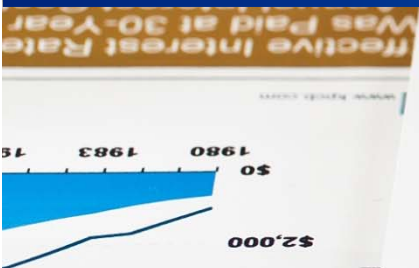 $2,000
$0
1980 1983
www.kpcb.com
ffective Interest Rate
Was Paid at 30-Year